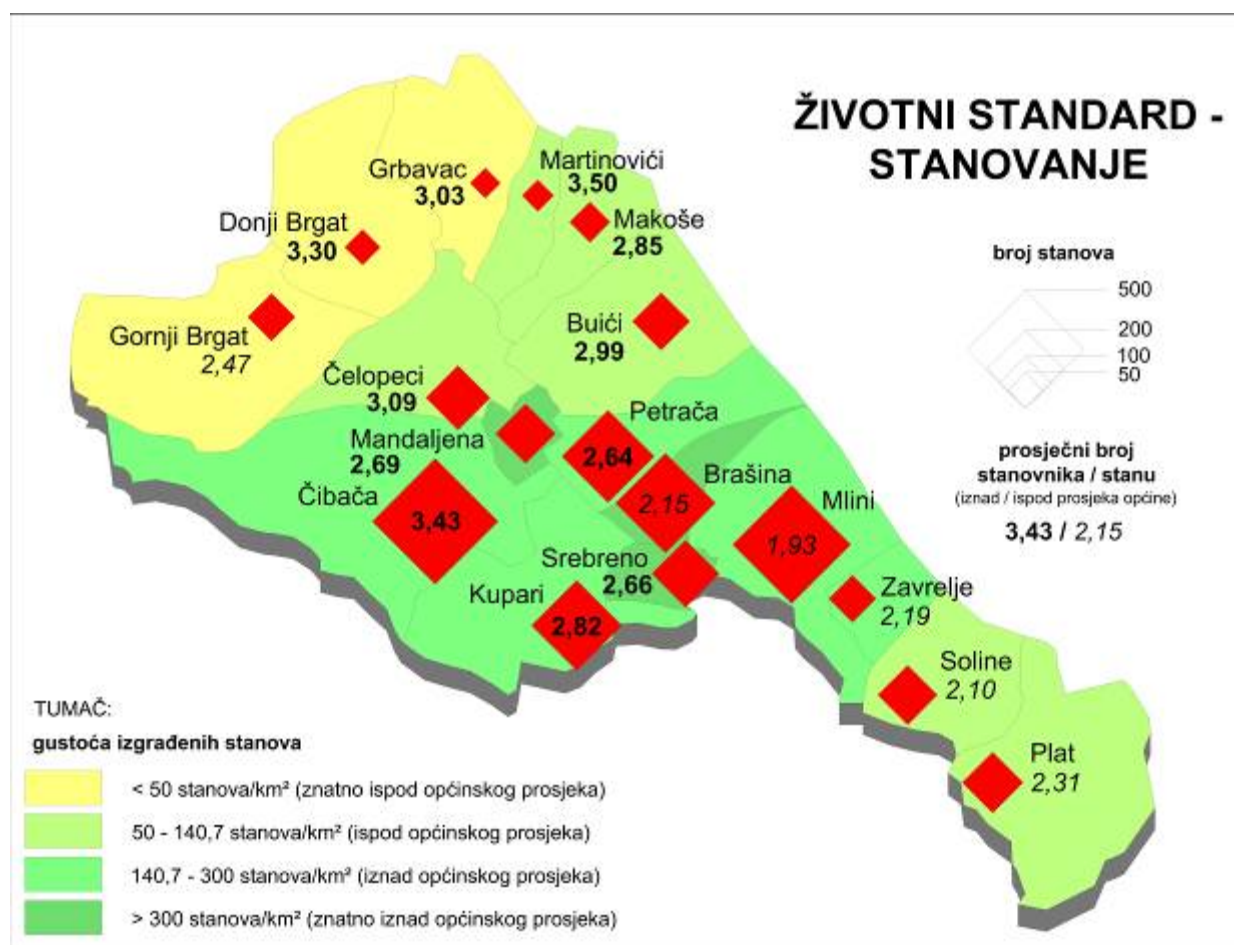 ŽIVOTNI STANDARD -
STANOVANJE
Grbavac
3,03
Martinovići
3,50
Makoše
2,85
Donji Brgat
3,30
Gornji Brgat
2,47
Buići
2,99
Čelopeci
3,09
Mandaljena
2,69
Petrača
2,64
Čibača
3,43
Brašina
2,15
Mlini
1,93
Srebreno
2,66
Kupari
2,82
Zavrelje
2,19
Soline
2,10
Plat
2,31
broj stanova
500
200
100
50
prosječni broj
stanovnika / stanu
(iznad / ispod prosjeka općine)
3,43 / 2,15
TUMAČ:
gustoća izgrađenih stanova
< 50 stanova/km² (znatno ispod općinskog prosjeka)
50 - 140,7 stanova/km² (ispod općinskog prosjeka)
140,7 - 300 stanova/km² (iznad općinskog prosjeka)
> 300 stanova/km² (znatno iznad općinskog prosjeka)